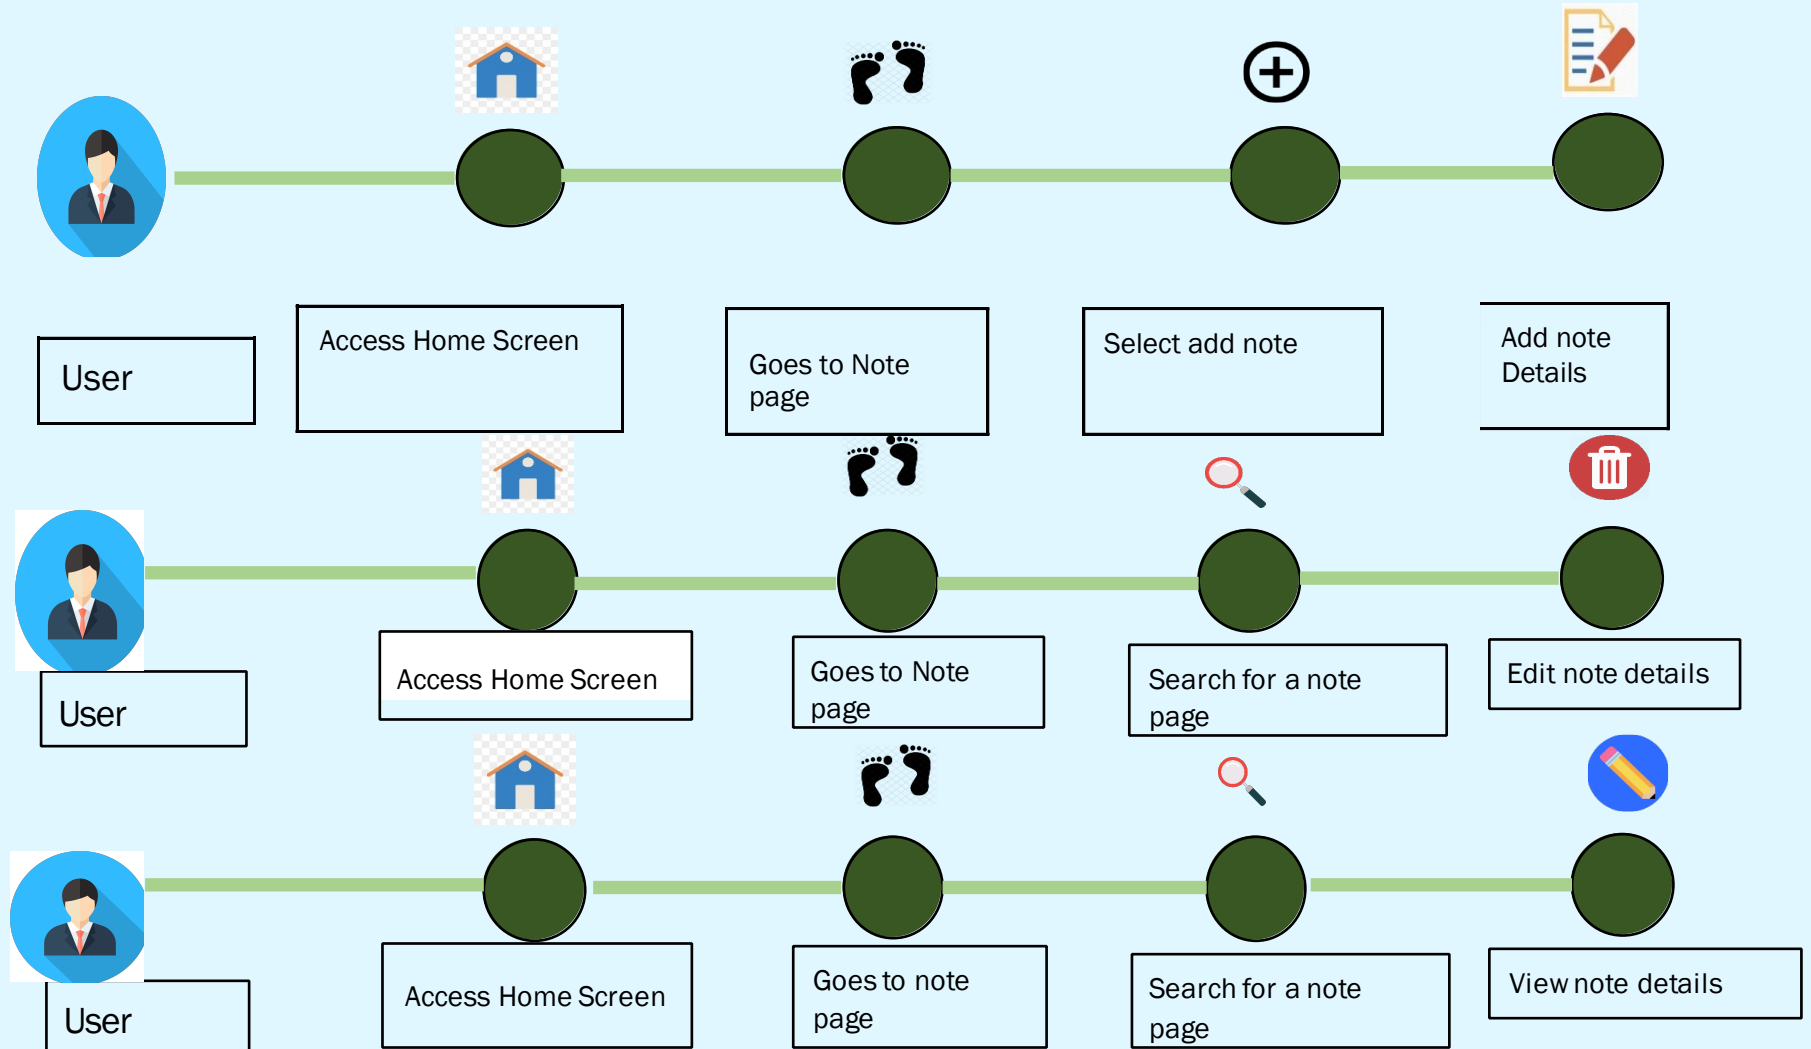 User
Access Home Screen
Goes to Note
page
Select add note
Add note
Details
User
Access Home Screen
Goes to Note
page
Search for a note
page
Edit note details
User
Access Home Screen
Goes to note
page
Search for a note
page
View note details